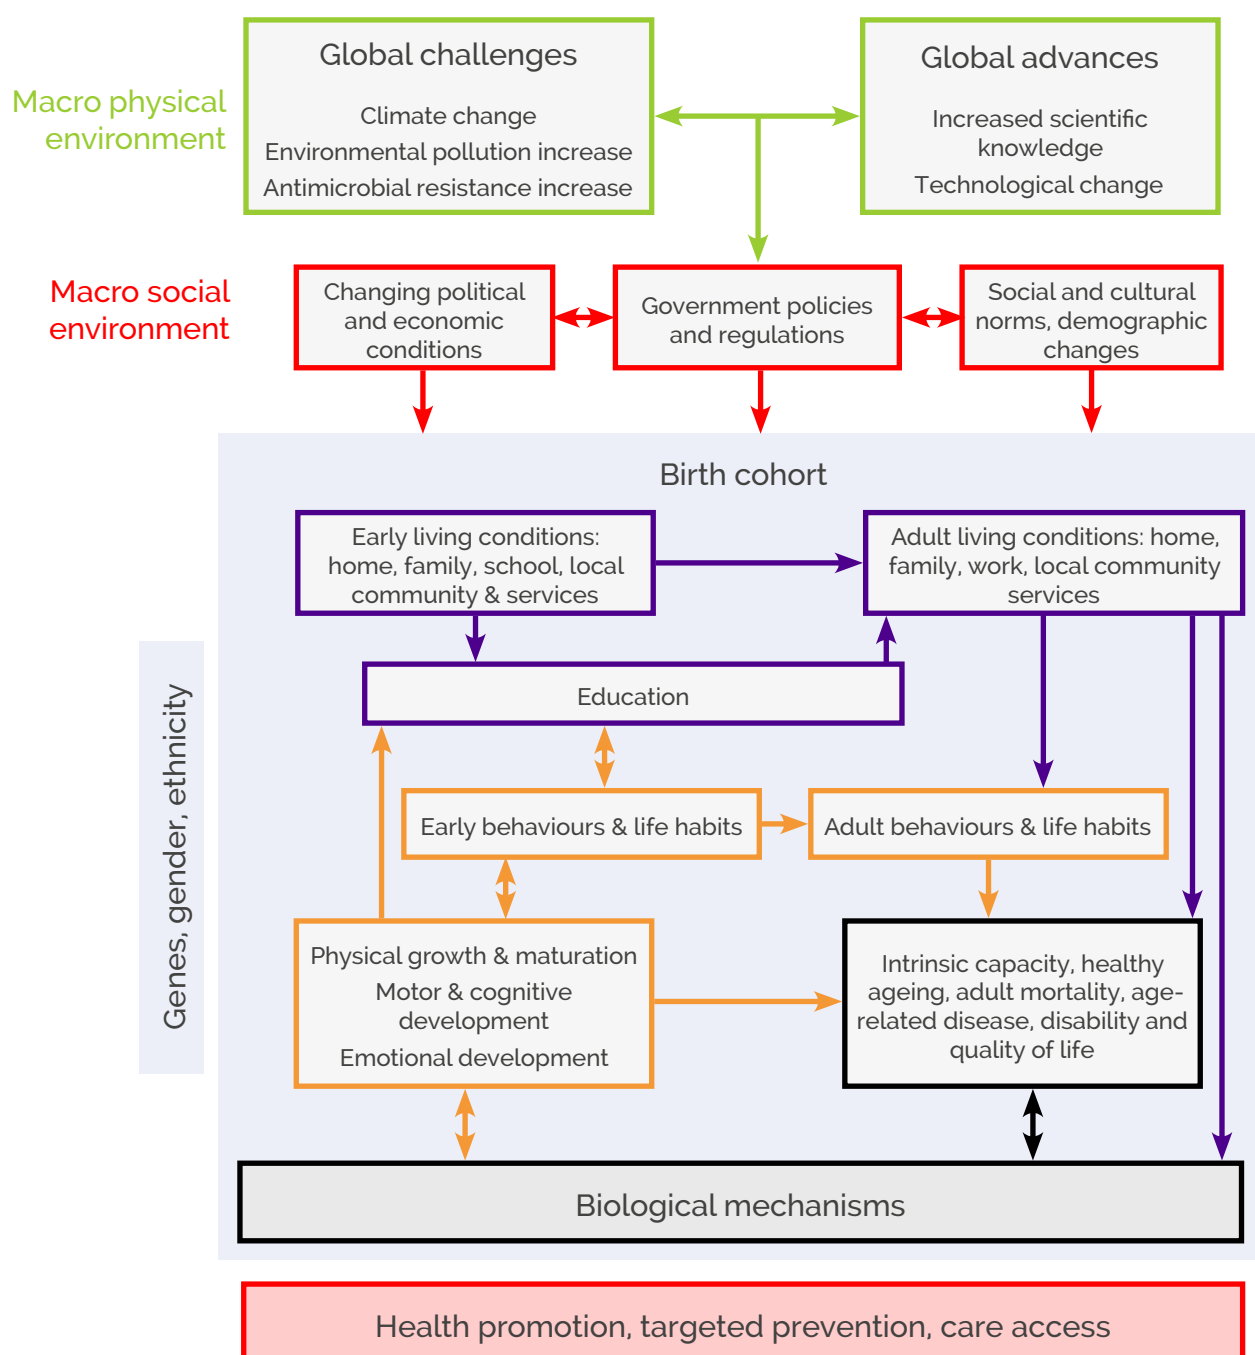 Macro physical
environment
Global challenges
Climate change
Environmental pollution increase
Antimicrobial resistance increase
Global advances
Increased scientific
knowledge
Technological change
Macro social
environment
Changing political
and economic
conditions
Government policies
and regulations
Social and cultural
norms, demographic
changes
Birth cohort
Early living conditions:
home, family, school, local
community & services
Adult living conditions: home,
family, work, local community
services
Education
Early behaviours & life habits
Adult behaviours & life habits
Genes, gender, ethnicity
Physical growth & maturation
Motor & cognitive
development
Emotional development
Intrinsic capacity, healthy
ageing, adult mortality, age-
related disease, disability and
quality of life
Biological mechanisms
Health promotion, targeted prevention, care access